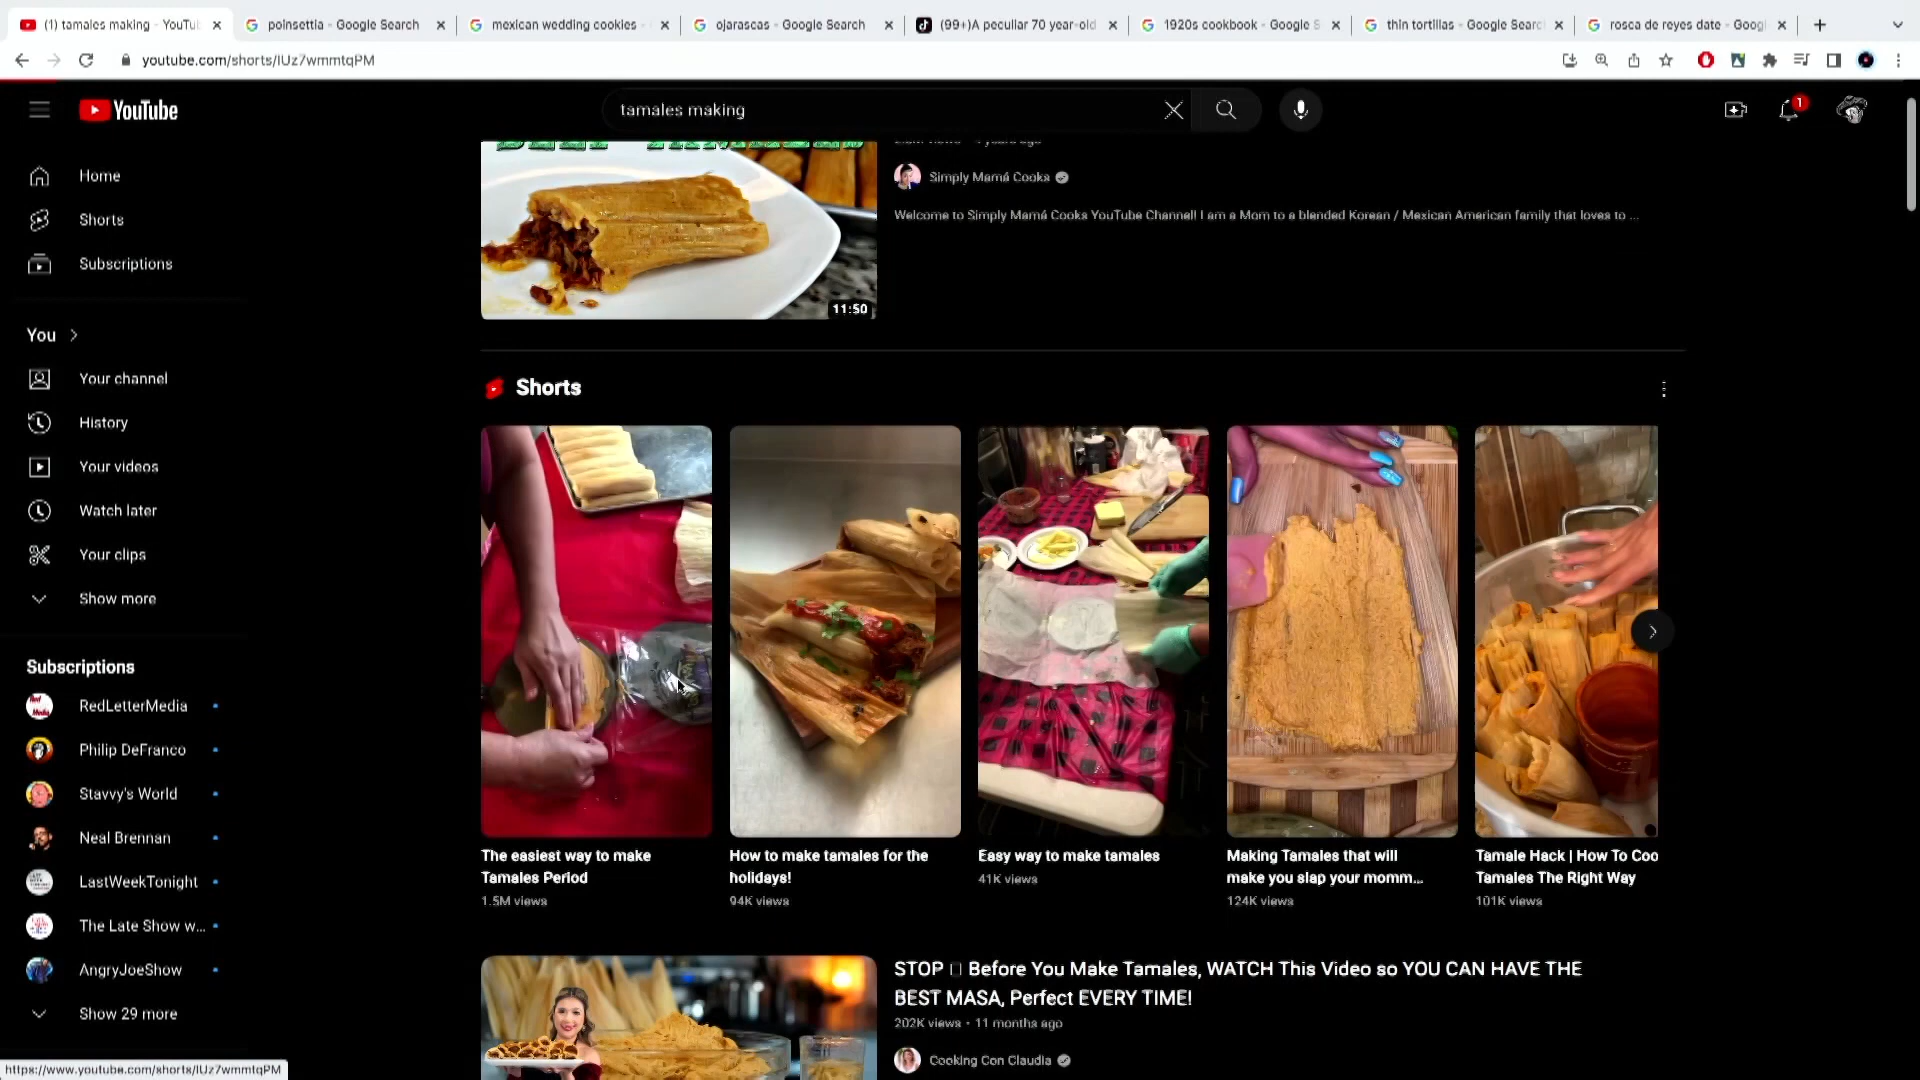 (1) tamales making - YouTub
poinsettia - Google Search
mexican wedding cookies -
ojarascas - Google Search
(99+)A peculiar 70 year-old
1920s cookbook - Google S
thin tortillas - Google Searc
rosca de reyes date - Googl
youtube.com/shorts/lUz7wmmtqPM
YouTube
tamales making
1
Home
Shorts
Subscriptions
You
Your channel
History
Your videos
Watch later
Your clips
Show more
Subscriptions
RedLetterMedia
Philip DeFranco
Stavvy's World
Neal Brennan
LastWeekTonight
The Late Show w...
AngryJoeShow
Show 29 more
https://www.youtube.com/shorts/lUz7wmmtqPM
11:50
Simply Mamá Cooks
Welcome to Simply Mamá Cooks YouTube Channel! I am a Mom to a blended Korean / Mexican American family that loves to ...
Shorts
The easiest way to make
Tamales Period
1.5M views
How to make tamales for the
holidays!
94K views
Easy way to make tamales
41K views
Making Tamales that will
make you slap your momm...
124K views
Tamale Hack | How To Coo
Tamales The Right Way
101K views
STOP Before You Make Tamales, WATCH This Video so YOU CAN HAVE THE
BEST MASA, Perfect EVERY TIME!
202K views • 11 months ago
Cooking Con Claudia